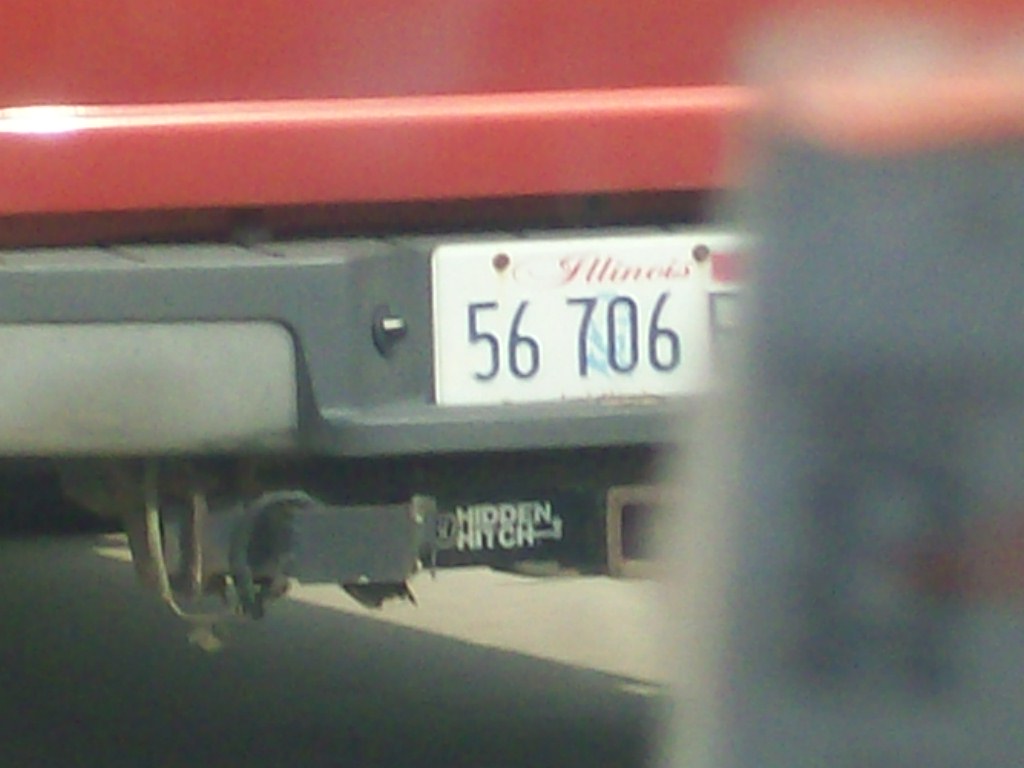 Illinois
56 706
HIDDEN
HITCH